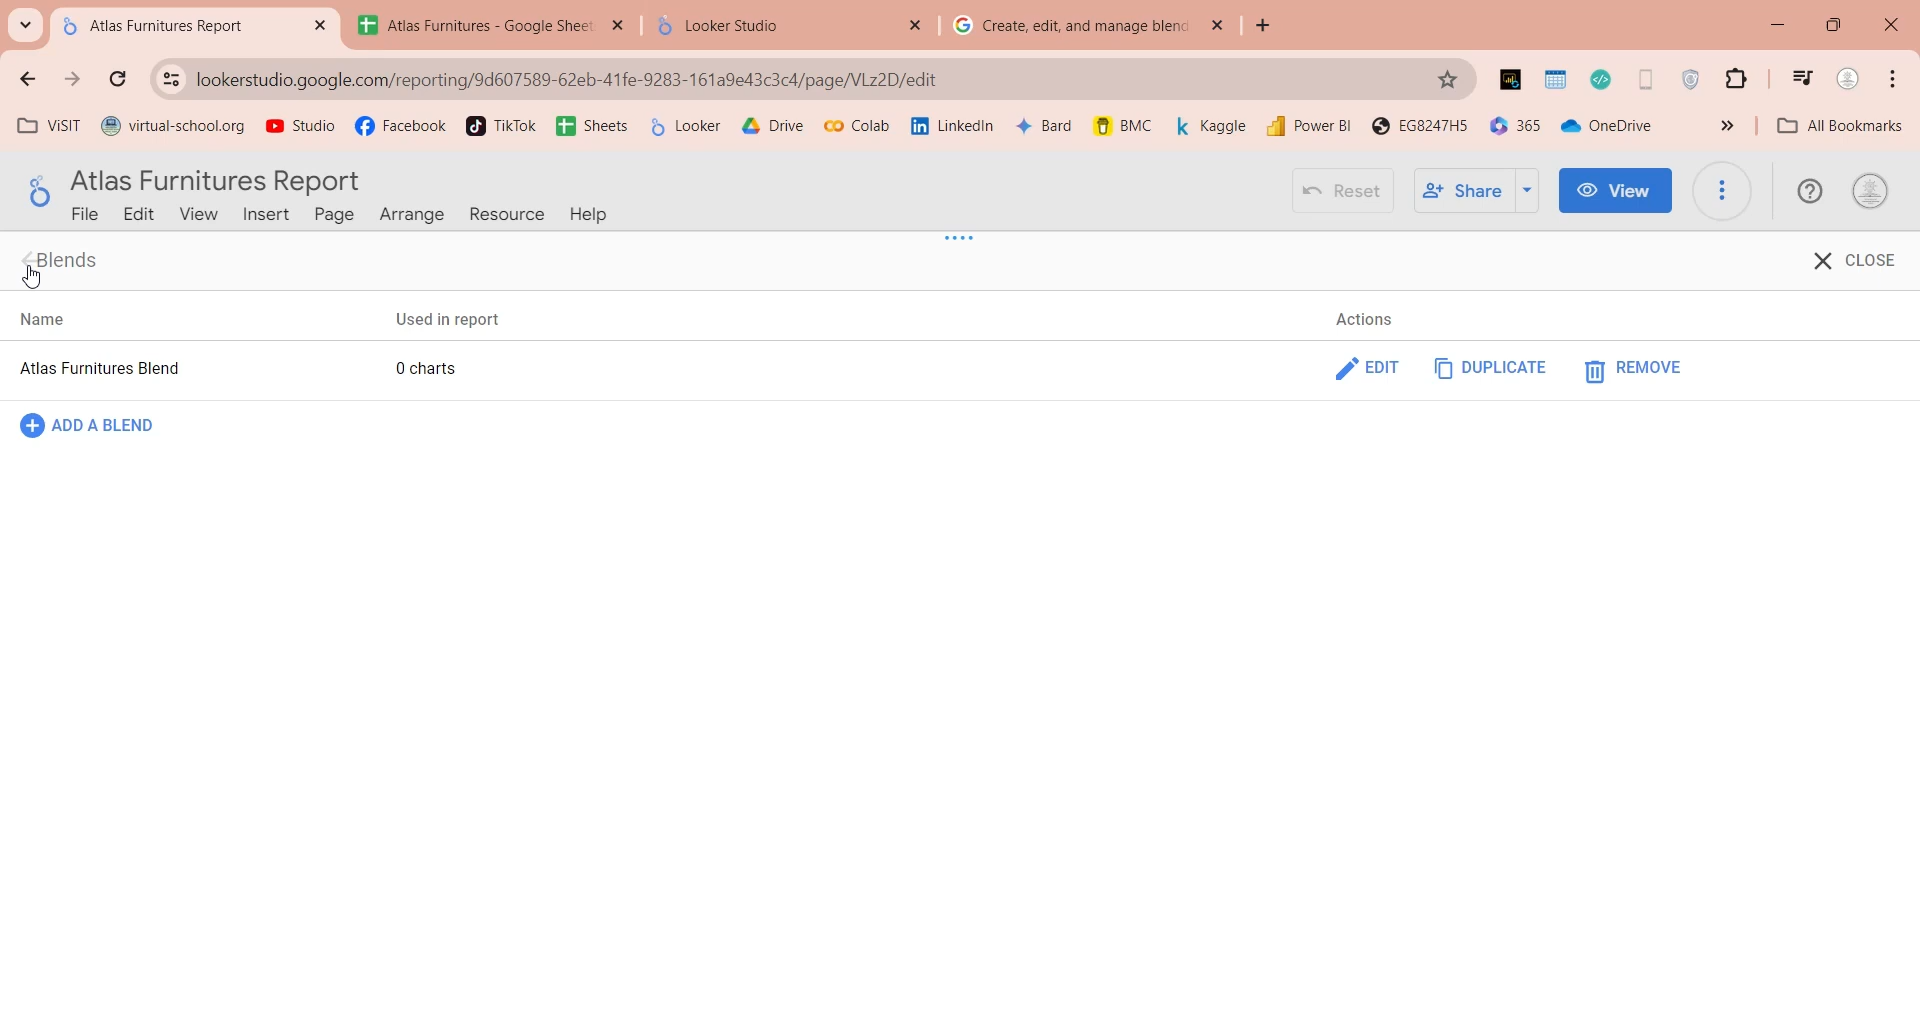 Atlas Furnitures Report
Atlas Furnitures - Google Sheet
Looker Studio
Create, edit, and manage blend
lookerstudio.google.com/reporting/9d607589-62eb-41fe-9283-161a9e43c3c4/page/VLz2D/edit
ViSIT
virtual-school.org
Studio
Facebook
TikTok
Sheets
Looker
Drive
Colab
LinkedIn
Bard
BMC
Kaggle
Power BI
EG8247H5
365
OneDrive
All Bookmarks
Atlas Furnitures Report
File Edit View Insert Page Arrange Resource Help
Reset
Share
View
Blends
CLOSE
Name Used in report Actions
Atlas Furnitures Blend 0 charts EDIT DUPLICATE REMOVE
ADD A BLEND